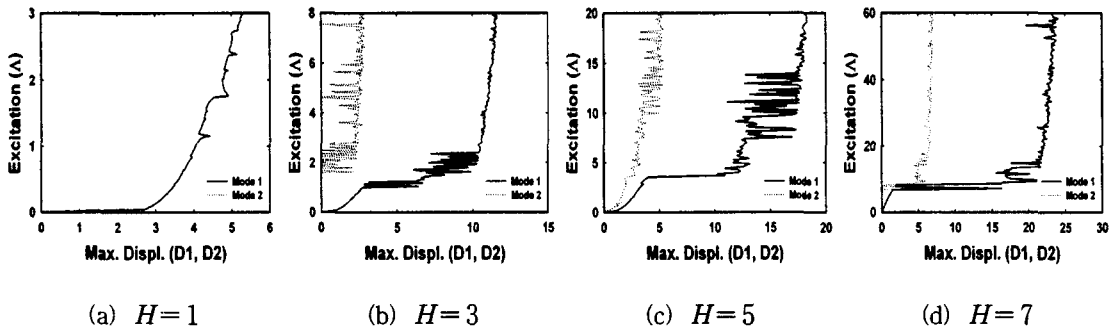 3
2
1
0
Excitation (Λ)
Mode 1
Mode 2
0 1 2 3 4 5 6
Max. Displ. (D1, D2)
(a) H=1
8
6
4
2
0
Excitation (Λ)
Mode 1
Mode 2
0 5 10 15
Max. Displ. (D1, D2)
(b) H=3
20
15
10
5
0
Excitation (Λ)
Mode 1
Mode 2
0 5 10 15 20
Max. Displ. (D1, D2)
(c) H=5
60
40
20
0
Excitation (Λ)
Mode 1
Mode 2
0 5 10 15 20 25 30
Max. Displ. (D1, D2)
(d) H=7